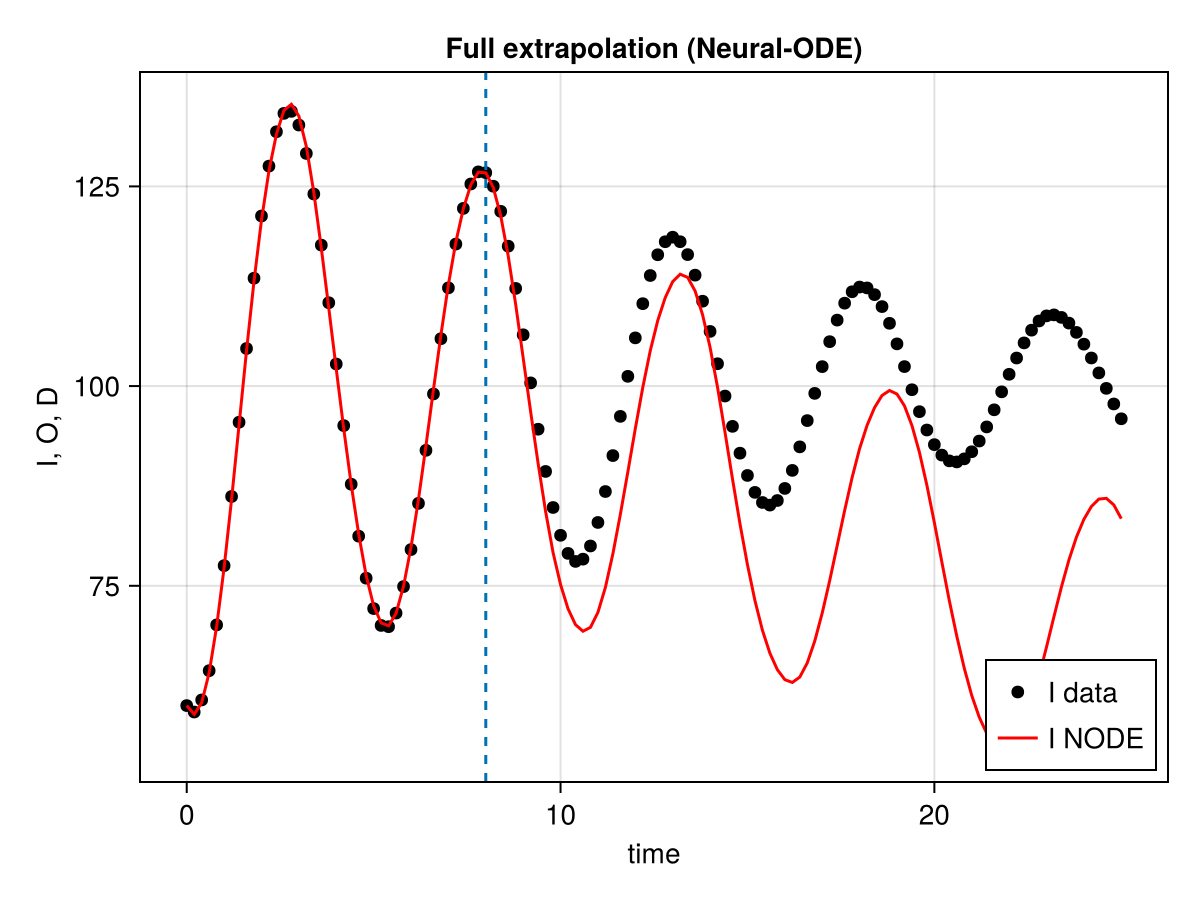 Full extrapolation (Neural-ODE)
125
100
75
I, O, D
0
10
20
time
I data
I NODE